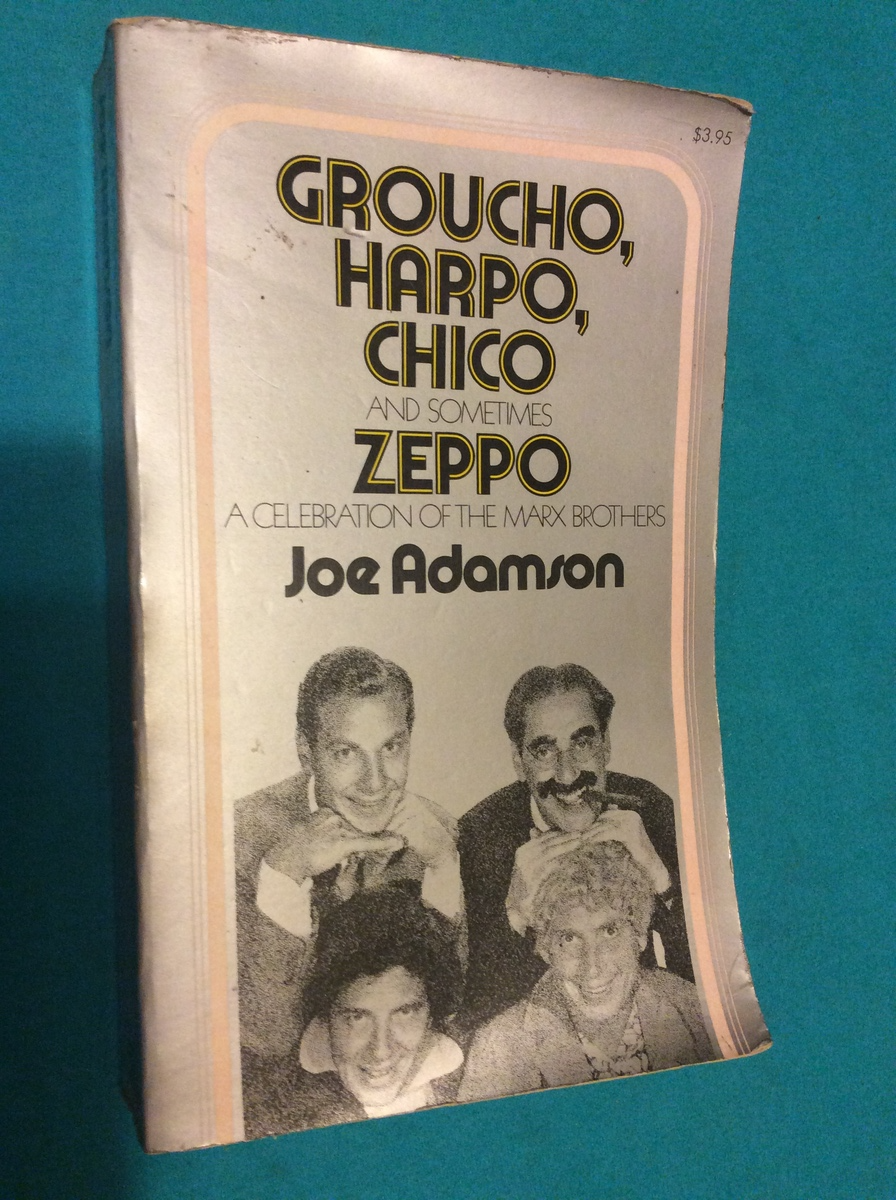 $3.95
GROUCHO,
HARPO,
CHICO
AND SOMETIMES
ZEPPO
A CELEBRATION OF THE MARX BROTHERS
Joe Adamson